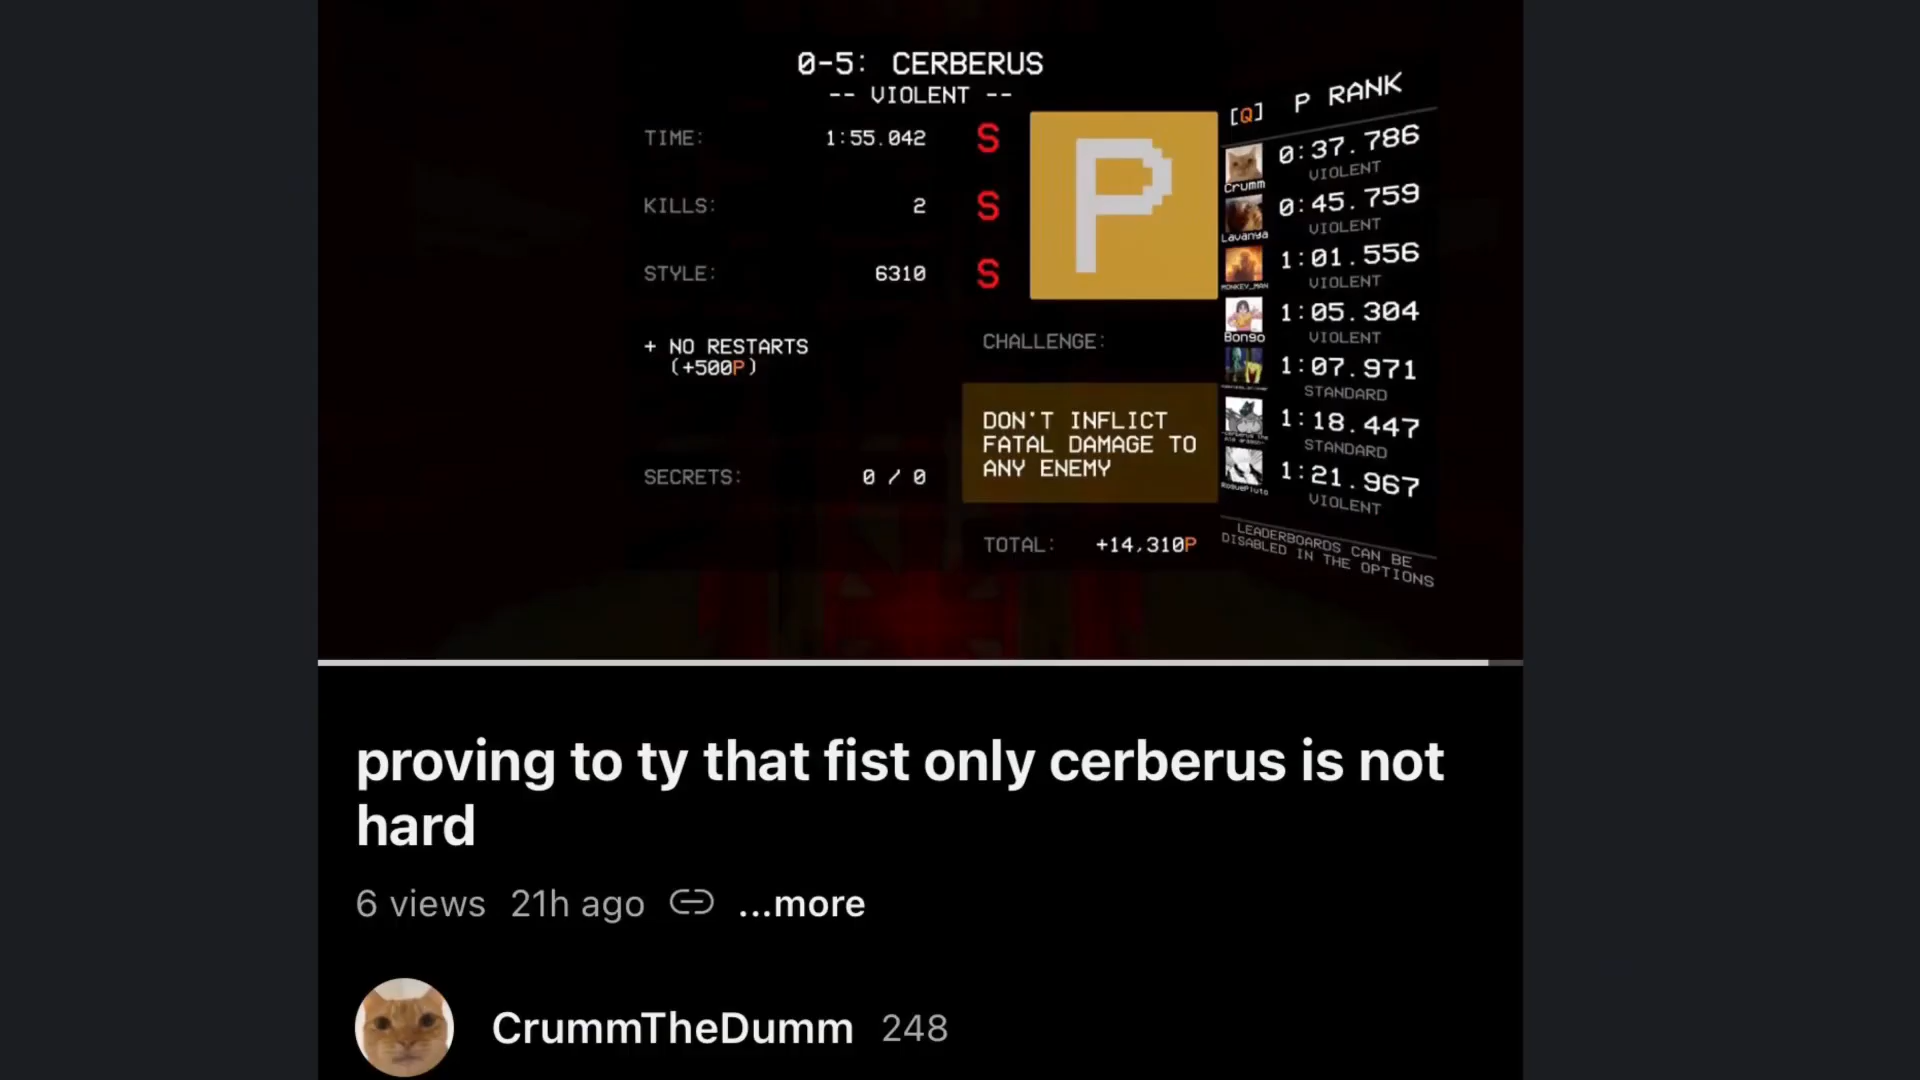 0-5: CERBERUS
-- VIOLENT --
TIME: 1:55.042 S
KILLS: 2 S
STYLE: 6310 S
P
+ NO RESTARTS
(+500P)
SECRETS: 0 / 0
CHALLENGE:
DON'T INFLICT
FATAL DAMAGE TO
ANY ENEMY
TOTAL: +14,310P
[Q] P RANK
Crumm 0:37.786
VIOLENT
Lavanya 0:45.759
VIOLENT
MONKEY_MAN 1:01.556
VIOLENT
Bongo 1:05.304
VIOLENT
1:07.971
STANDARD
1:18.447
STANDARD
RoguePluto 1:21.967
VIOLENT
LEADERBOARDS CAN BE
DISABLED IN THE OPTIONS
proving to ty that fist only cerberus is not
hard
6 views 21h ago ...more
CrummTheDumm 248